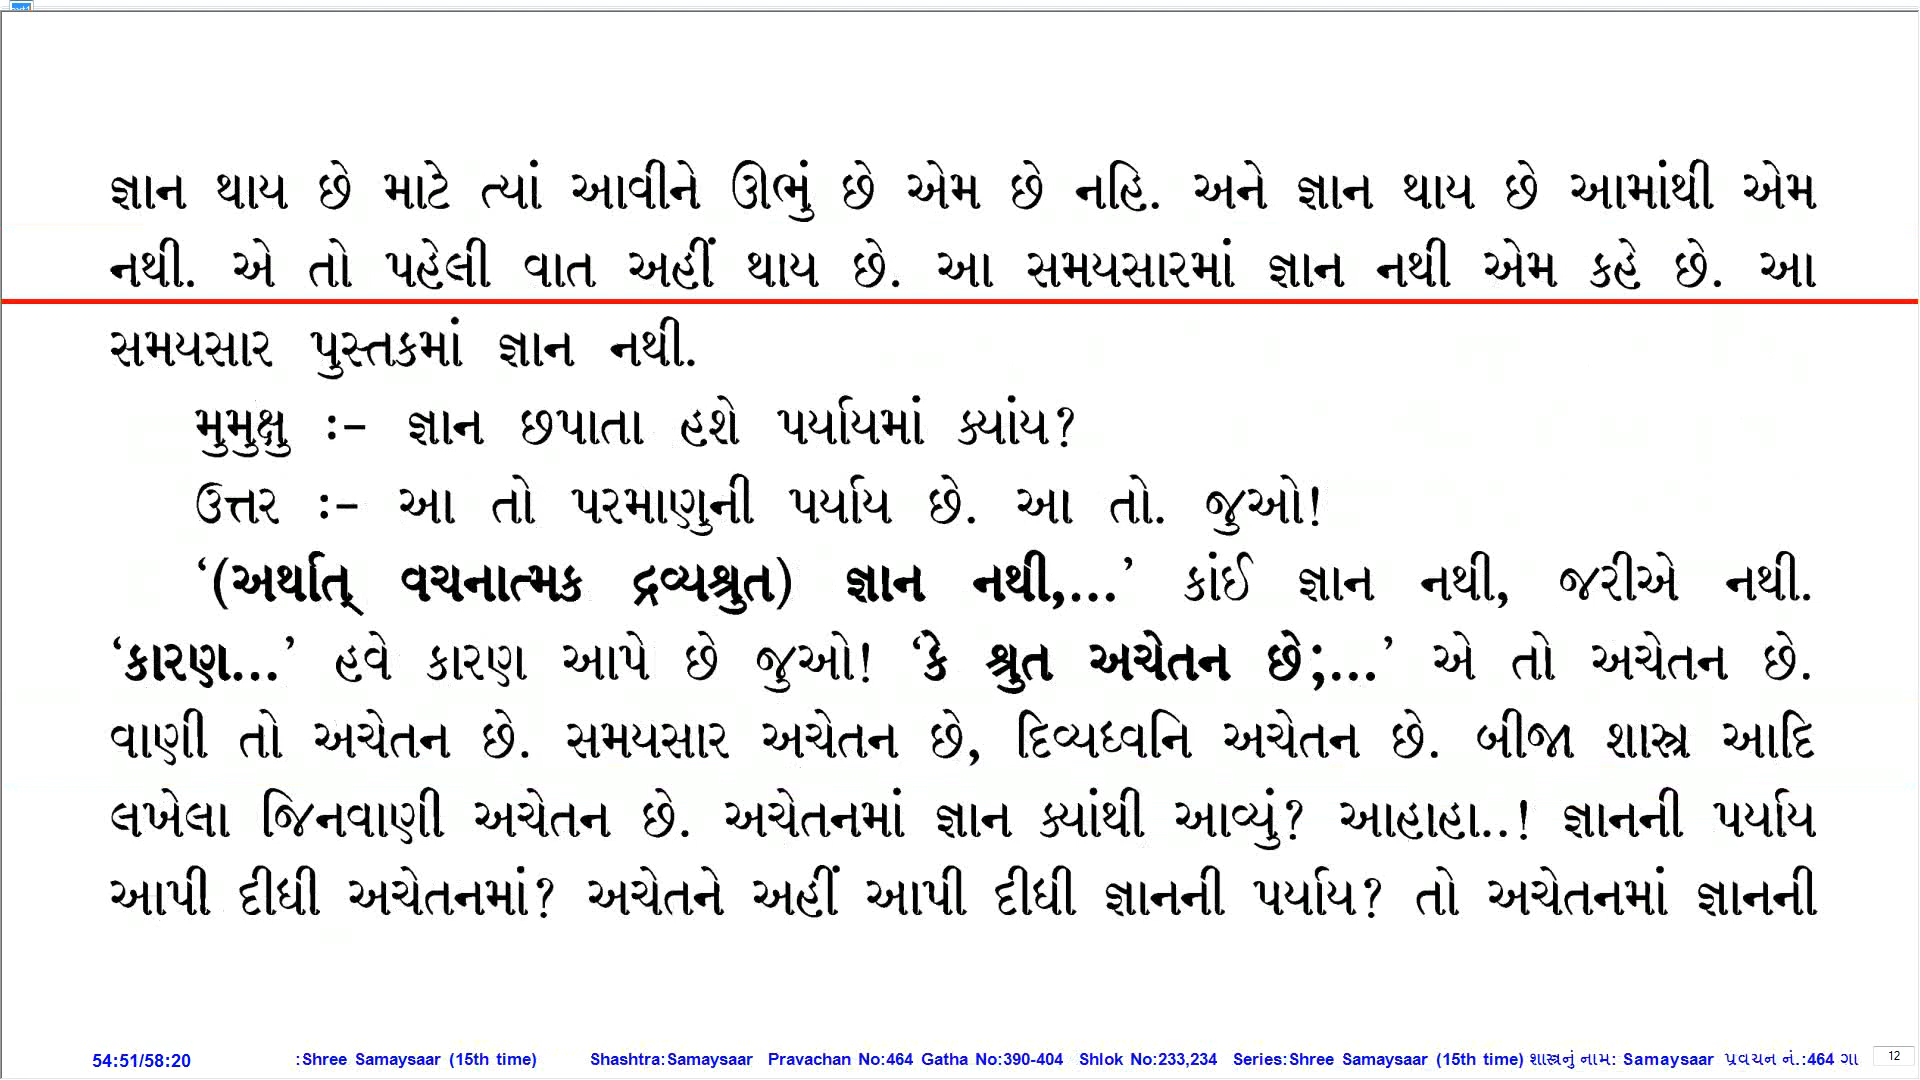 જ્ઞાન થાય છે માટે ત્યાં આવીને ઊભું છે એમ છે નહિ. અને જ્ઞાન થાય છે આમાંથી એમ
નથી. એ તો પહેલી વાત અહીં થાય છે. આ સમયસારમાં જ્ઞાન નથી એમ કહે છે. આ
સમયસાર પુસ્તકમાં જ્ઞાન નથી.
મુમુક્ષુ :– જ્ઞાન છપાતા હશે પર્યાયમાં ક્યાંય?
ઉત્તર :– આ તો પરમાણુની પર્યાય છે. આ તો. જુઓ!
‘(અર્થાત્ વચનાત્મક દ્રવ્યશ્રુત) જ્ઞાન નથી,...’ કાંઈ જ્ઞાન નથી, જરીએ નથી.
‘કારણ...’ હવે કારણ આપે છે જુઓ! ‘કે શ્રુત અચેતન છે;...’ એ તો અચેતન છે.
વાણી તો અચેતન છે. સમયસાર અચેતન છે, દિવ્યધ્વનિ અચેતન છે. બીજા શાસ્ત્ર આદિ
લખેલા જિનવાણી અચેતન છે. અચેતનમાં જ્ઞાન ક્યાંથી આવ્યું? આહાહા..! જ્ઞાનની પર્યાય
આપી દીધી અચેતનમાં? અચેતને અહીં આપી દીધી જ્ઞાનની પર્યાય? તો અચેતનમાં જ્ઞાનની
54:51/58:20 :Shree Samaysaar (15th time) Shashtra:Samaysaar Pravachan No:464 Gatha No:390-404 Shlok No:233,234 Series:Shree Samaysaar (15th time) શાસ્ત્રનું નામ: Samaysaar પ્રવચન નં.:464 ગા 12